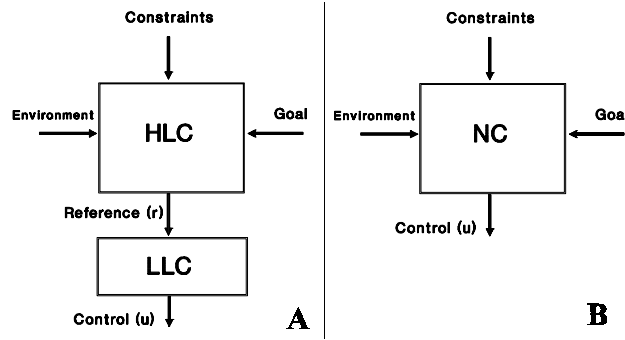 Constraints
Environment
HLC
Goal
Reference (r)
LLC
Control (u)
A
Constraints
Environment
NC
Goa
Control (u)
B